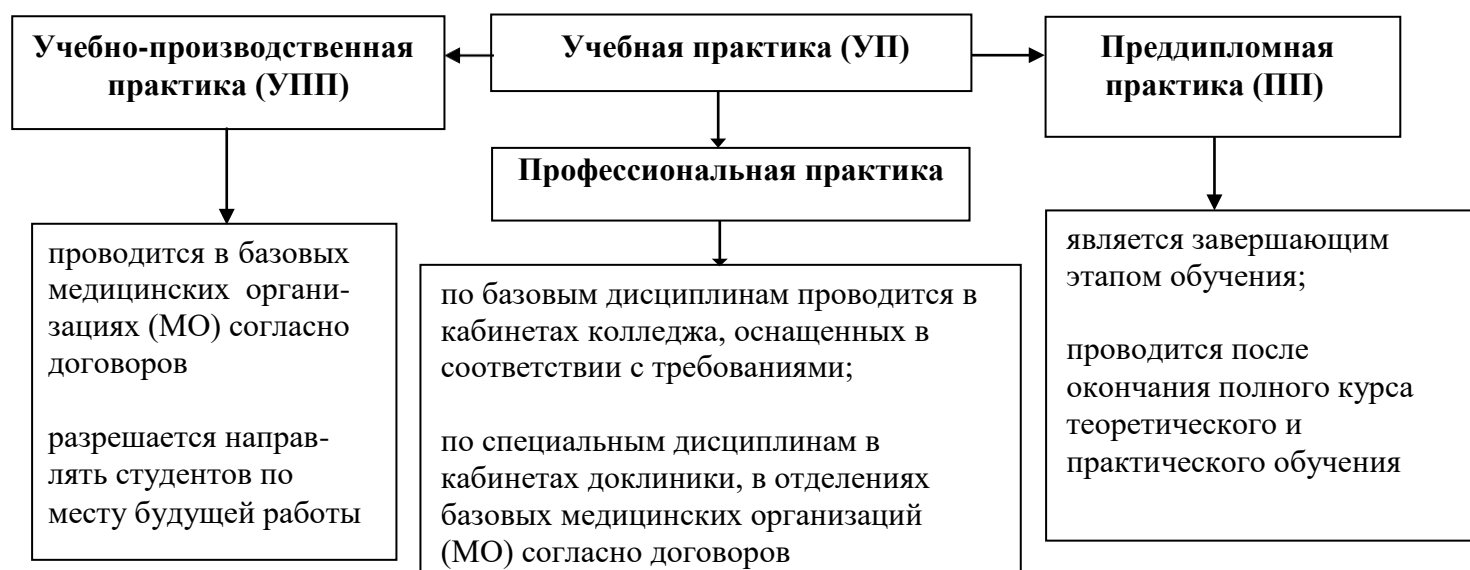 Учебно-производственная
практика (УПП)
Учебная практика (УП)
Преддипломная
практика (ПП)
Профессиональная практика
проводится в базовых
медицинских органи-
зациях (МО) согласно
договоров
разрешается направ-
лять студентов по
месту будущей работы
по базовым дисциплинам проводится в
кабинетах колледжа, оснащенных в
соответствии с требованиями;
по специальным дисциплинам в
кабинетах доклиники, в отделениях
базовых медицинских организаций
(МО) согласно договоров
является завершающим
этапом обучения;
проводится после
окончания полного курса
теоретического и
практического обучения